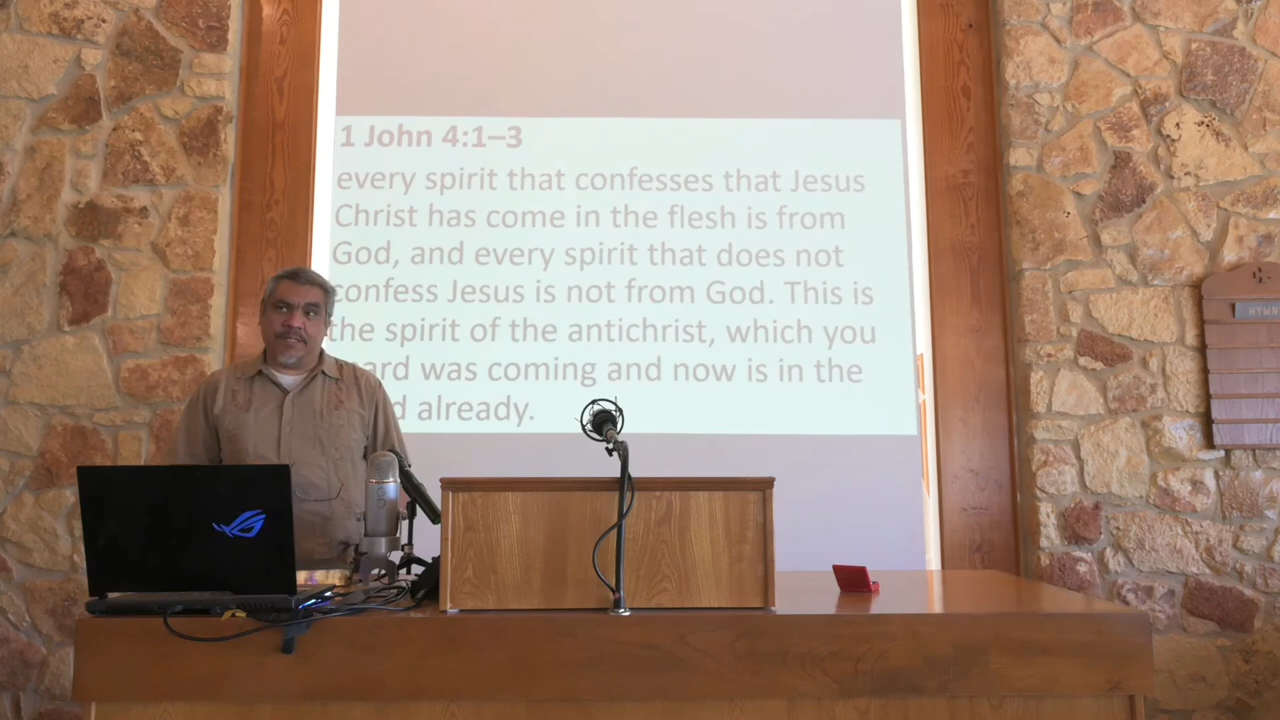 1 John 4:1–3
every spirit that confesses that Jesus
Christ has come in the flesh is from
God, and every spirit that does not
confess Jesus is not from God. This is
the spirit of the antichrist, which you
was coming and now is in the
already.
HYMN